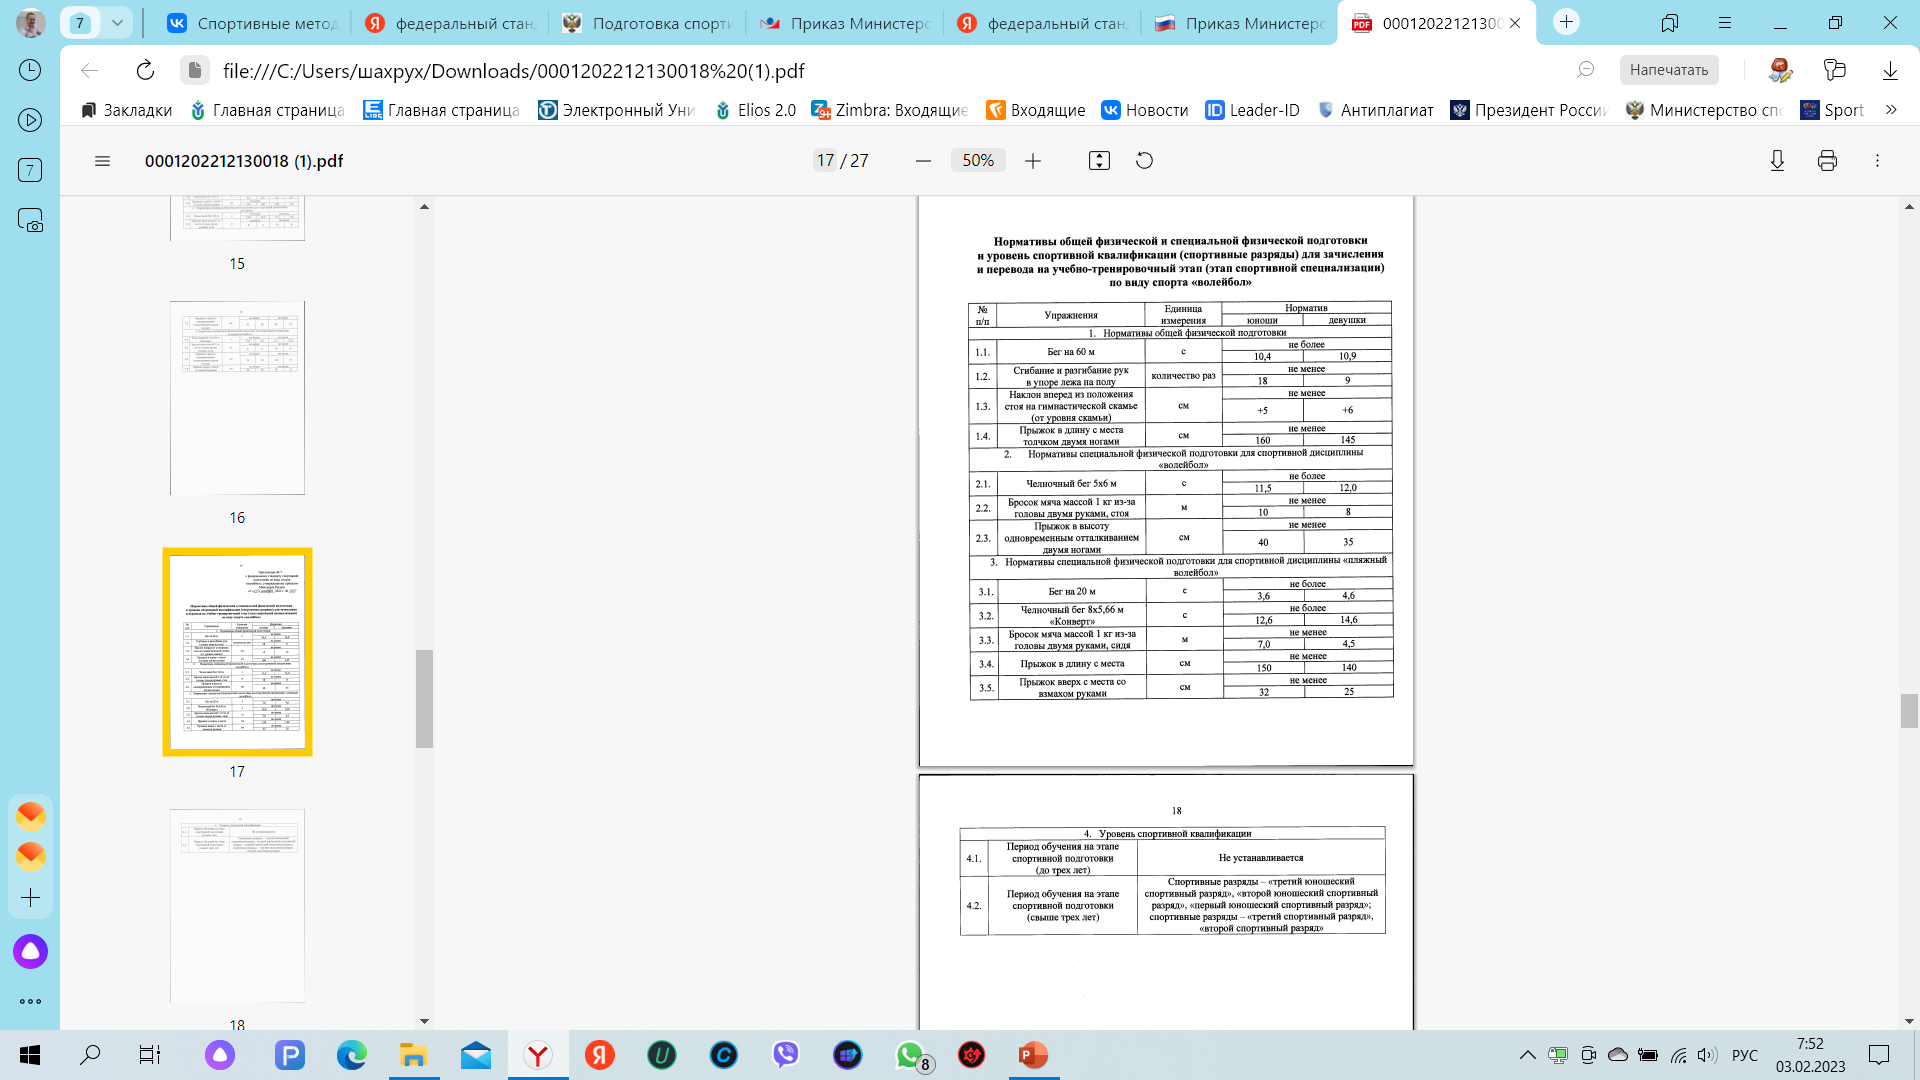 7
Спортивные метод
федеральный стан
Подготовка спорти
Приказ Министерс
федеральный стан
Приказ Министерс
000120221213001
file:///C:/Users/шахрух/Downloads/0001202212130018%20(1).pdf
Напечатать
Закладки
Главная страница
Главная страница
Электронный Уни
Elios 2.0
Zimbra: Входящие
Входящие
Новости
Leader-ID
Антиплагиат
Президент России
Министерство спо
Sport
7
0001202212130018 (1).pdf
17 / 27
50%
15
16
17
18
Нормативы общей физической и специальной физической подготовки
и уровень спортивной квалификации (спортивные разряды) для зачисления
и перевода на учебно-тренировочный этап (этап спортивной специализации)
по виду спорта «волейбол»
№ п/п Упражнения Единица измерения Норматив
юноши девушки
1. Нормативы общей физической подготовки
1.1. Бег на 60 м с не более
10,4 10,9
1.2. Сгибание и разгибание рук
в упоре лежа на полу количество раз не менее
18 9
1.3. Наклон вперед из положения
стоя на гимнастической скамье
(от уровня скамьи) см не менее
+5 +6
1.4. Прыжок в длину с места
толчком двумя ногами см не менее
160 145
2. Нормативы специальной физической подготовки для спортивной дисциплины
«волейбол»
2.1. Челночный бег 5х6 м с не более
11,5 12,0
2.2. Бросок мяча массой 1 кг из-за
головы двумя руками, стоя м не менее
10 8
2.3. Прыжок в высоту
одновременным отталкиванием
двумя ногами см не менее
40 35
3. Нормативы специальной физической подготовки для спортивной дисциплины «пляжный
волейбол»
3.1. Бег на 20 м с не более
3,6 4,6
3.2. Челночный бег 8х5,66 м
«Конверт» с не более
12,6 14,6
3.3. Бросок мяча массой 1 кг из-за
головы двумя руками, сидя м не менее
7,0 4,5
3.4. Прыжок в длину с места см не менее
150 140
3.5. Прыжок вверх с места со
взмахом руками см не менее
32 25
18
4. Уровень спортивной квалификации
4.1. Период обучения на этапе
спортивной подготовки
(до трех лет) Не устанавливается
4.2. Период обучения на этапе
спортивной подготовки
(свыше трех лет)
Спортивные разряды – «третий юношеский
спортивный разряд», «второй юношеский спортивный
разряд», «первый юношеский спортивный разряд»;
спортивные разряды – «третий спортивный разряд»,
«второй спортивный разряд»
8
РУС
7:52
03.02.2023